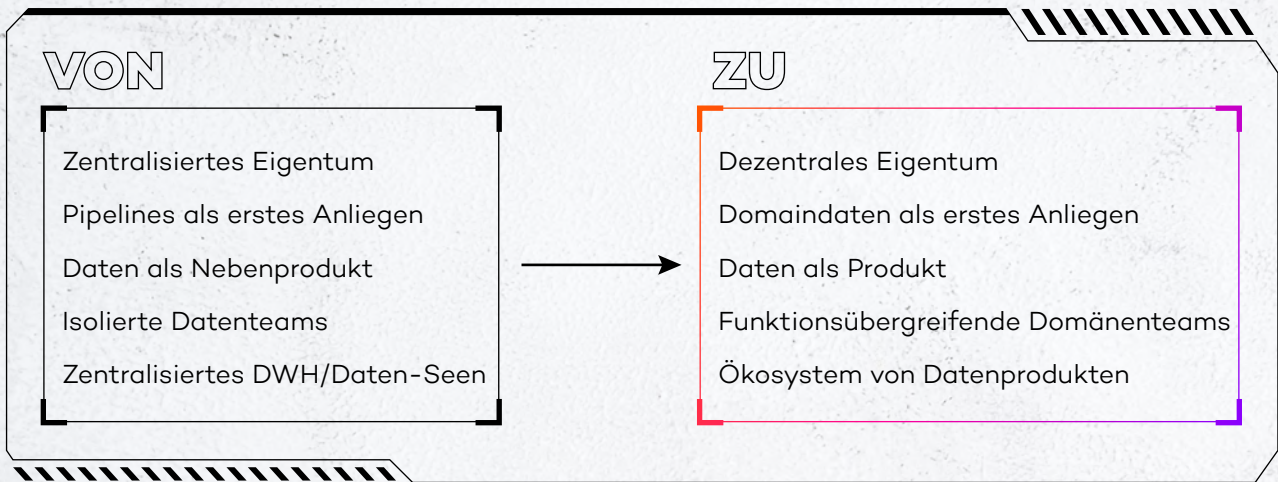 VON
Zentralisiertes Eigentum
Pipelines als erstes Anliegen
Daten als Nebenprodukt
Isolierte Datenteams
Zentralisiertes DWH/Daten-Seen
ZU
Dezentrales Eigentum
Domaindaten als erstes Anliegen
Daten als Produkt
Funktionsübergreifende Domänenteams
Ökosystem von Datenprodukten